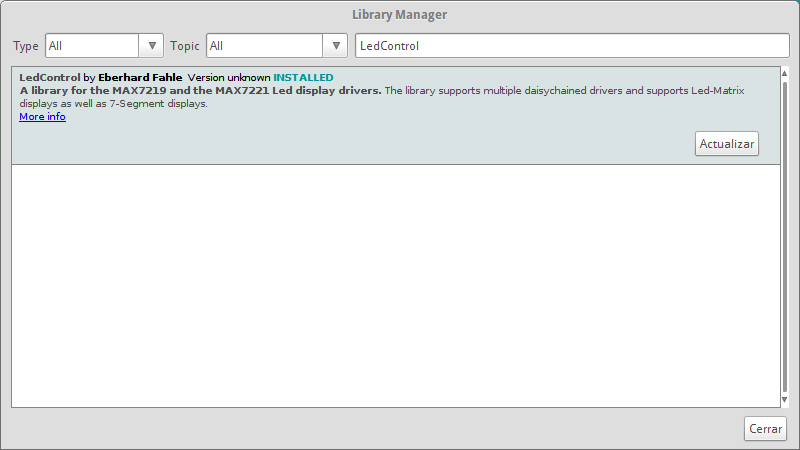 Library Manager
Type All Topic All LedControl
LedControl by Eberhard Fahle Version unknown INSTALLED
A library for the MAX7219 and the MAX7221 Led display drivers. The library supports multiple daisychained drivers and supports Led-Matrix
displays as well as 7-Segment displays.
More info
Actualizar
Cerrar